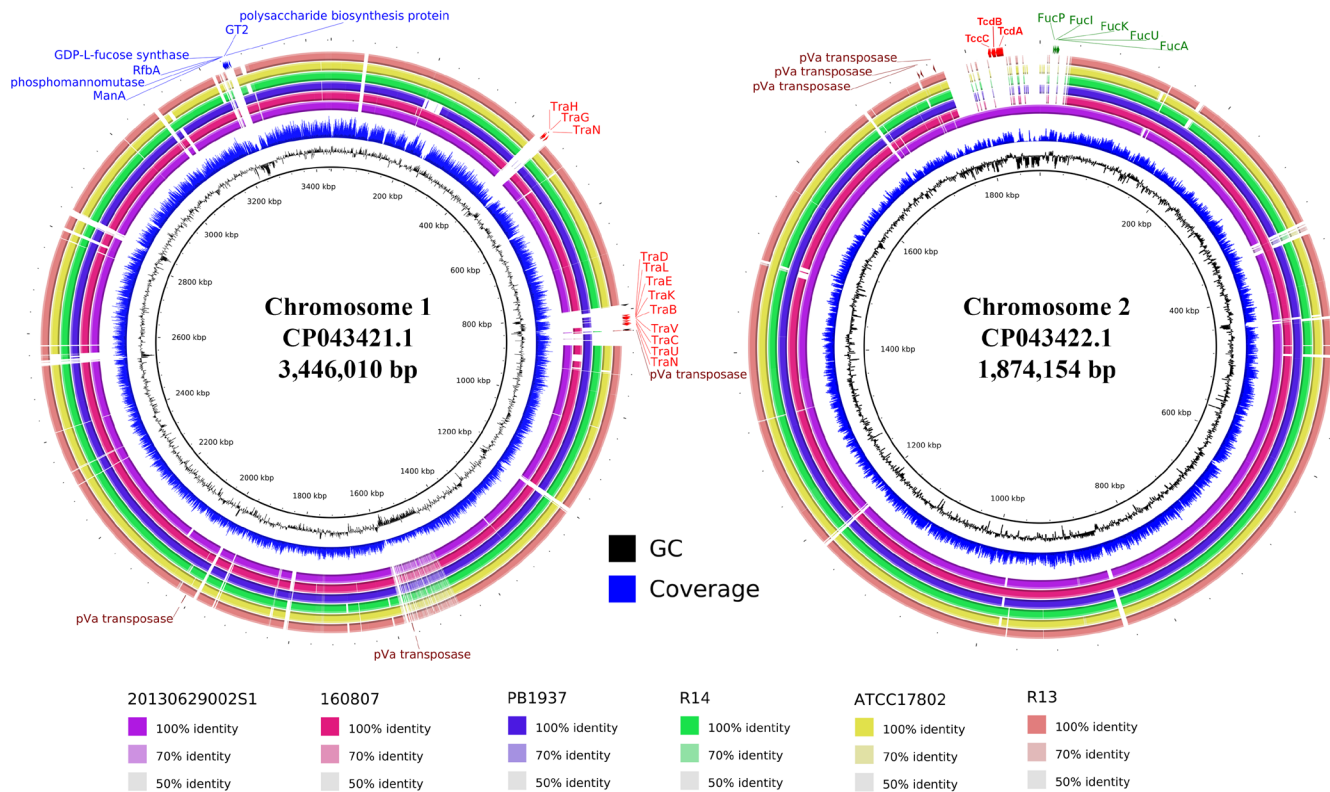 polysaccharide biosynthesis protein
GT2
GDP-L-fucose synthase
RfbA
phosphomannomutase
ManA
TraH
TraG
TraN
TraD
TraL
TraE
TraK
TraB
TraV
TraC
TraU
TraN
pVa transposase
pVa transposase
pVa transposase
3400 kbp
200 kbp
400 kbp
600 kbp
800 kbp
1000 kbp
1200 kbp
1400 kbp
1600 kbp
1800 kbp
2000 kbp
2200 kbp
2400 kbp
2600 kbp
2800 kbp
3000 kbp
3200 kbp
Chromosome 1
CP043421.1
3,446,010 bp
TcdB
TccC
TcdA
FucP
FucI
FucK
FucU
FucA
pVa transposase
pVa transposase
pVa transposase
1800 kbp
200 kbp
400 kbp
600 kbp
800 kbp
1000 kbp
1200 kbp
1400 kbp
1600 kbp
Chromosome 2
CP043422.1
1,874,154 bp
GC
Coverage
20130629002S1
100% identity
70% identity
50% identity
160807
100% identity
70% identity
50% identity
PB1937
100% identity
70% identity
50% identity
R14
100% identity
70% identity
50% identity
ATCC17802
100% identity
70% identity
50% identity
R13
100% identity
70% identity
50% identity